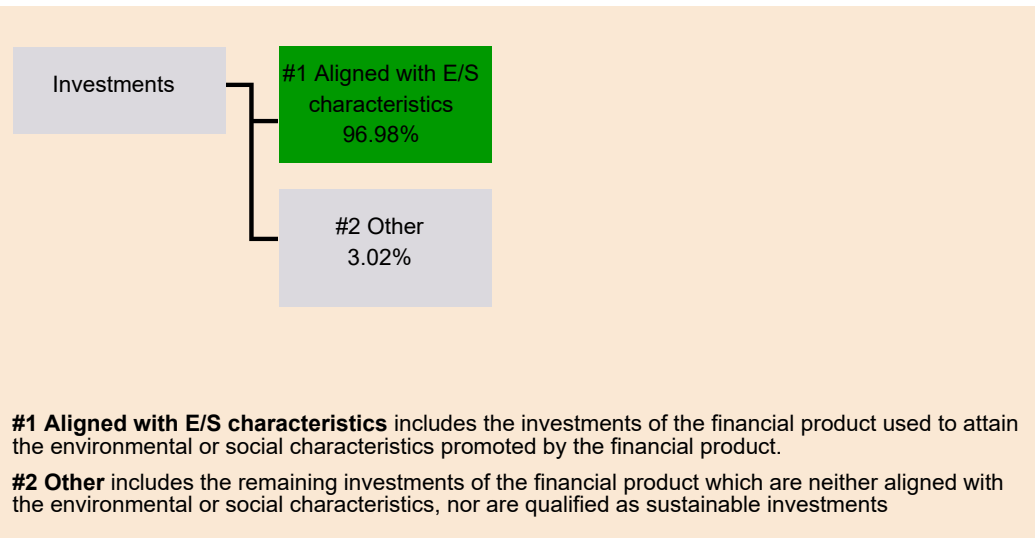 Investments
#1 Aligned with E/S
characteristics
96.98%
#2 Other
3.02%
#1 Aligned with E/S characteristics includes the investments of the financial product used to attain
the environmental or social characteristics promoted by the financial product.
#2 Other includes the remaining investments of the financial product which are neither aligned with
the environmental or social characteristics, nor are qualified as sustainable investments